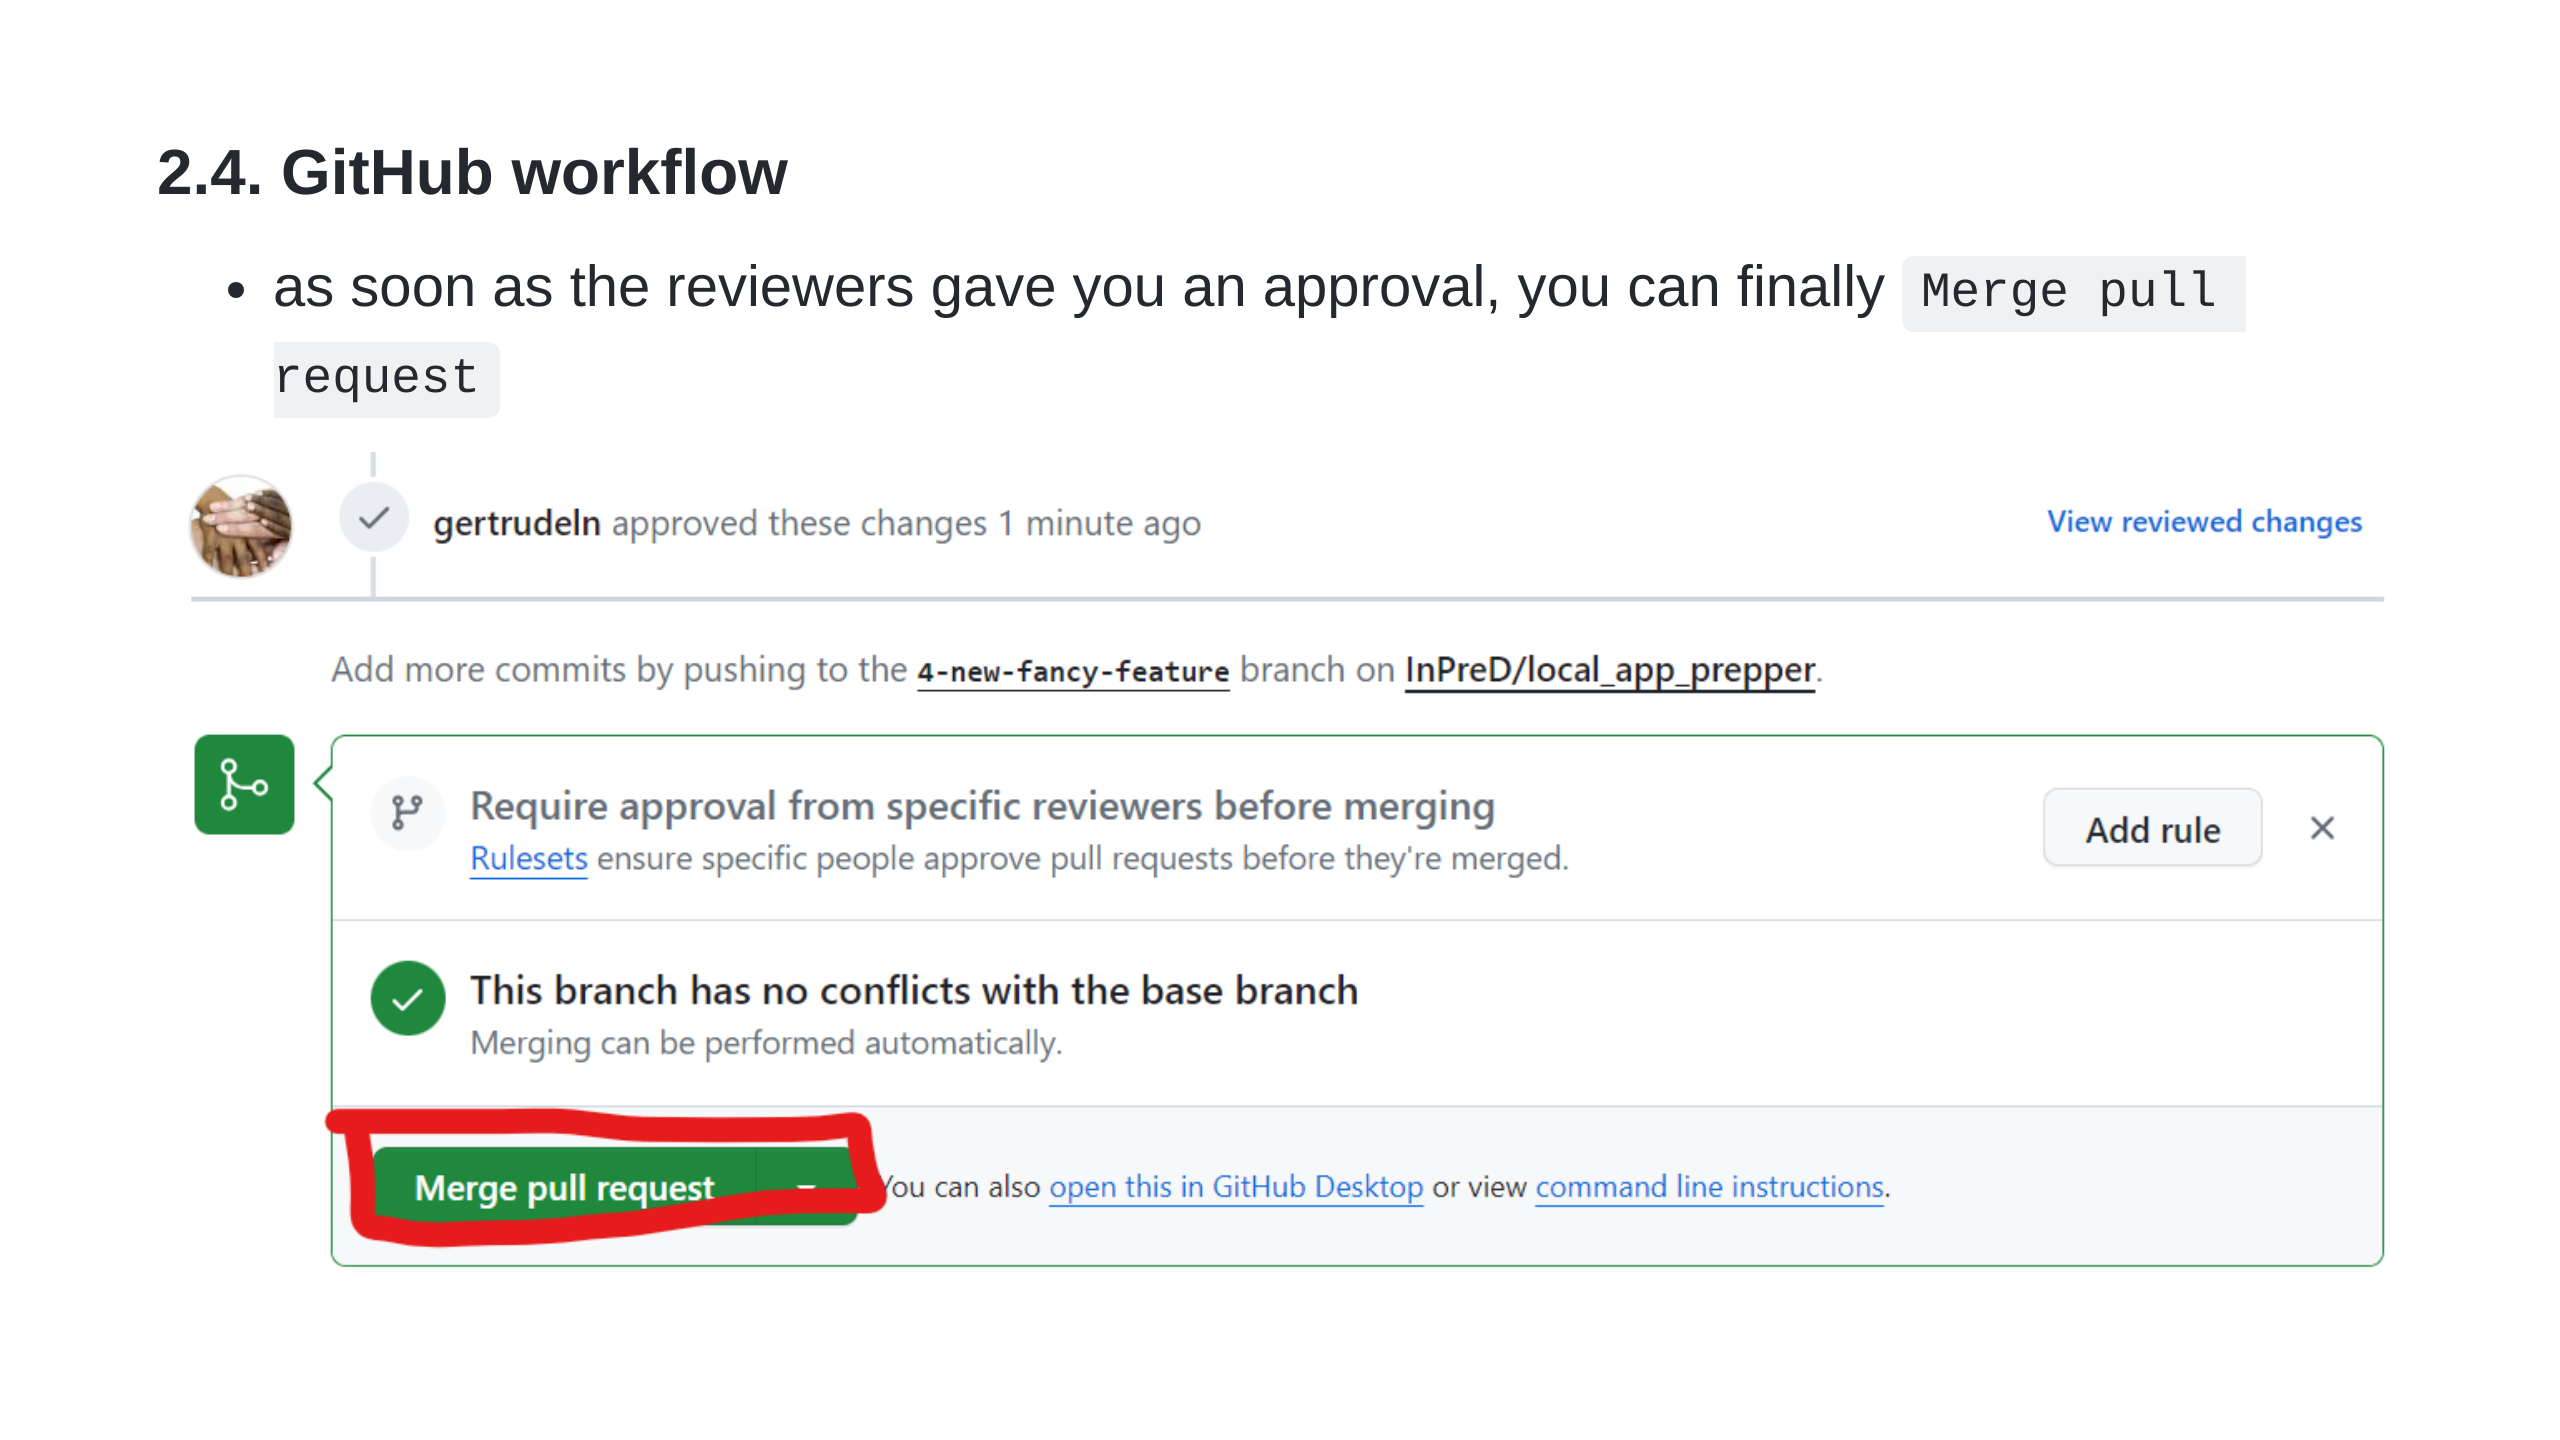 2.4. GitHub workflow
• as soon as the reviewers gave you an approval, you can finally Merge pull
request
gertrudeln approved these changes 1 minute ago
View reviewed changes
Add more commits by pushing to the 4-new-fancy-feature branch on InPreD/local_app_prepper.
Require approval from specific reviewers before merging
Rulesets ensure specific people approve pull requests before they're merged.
Add rule
This branch has no conflicts with the base branch
Merging can be performed automatically.
Merge pull request
You can also open this in GitHub Desktop or view command line instructions.